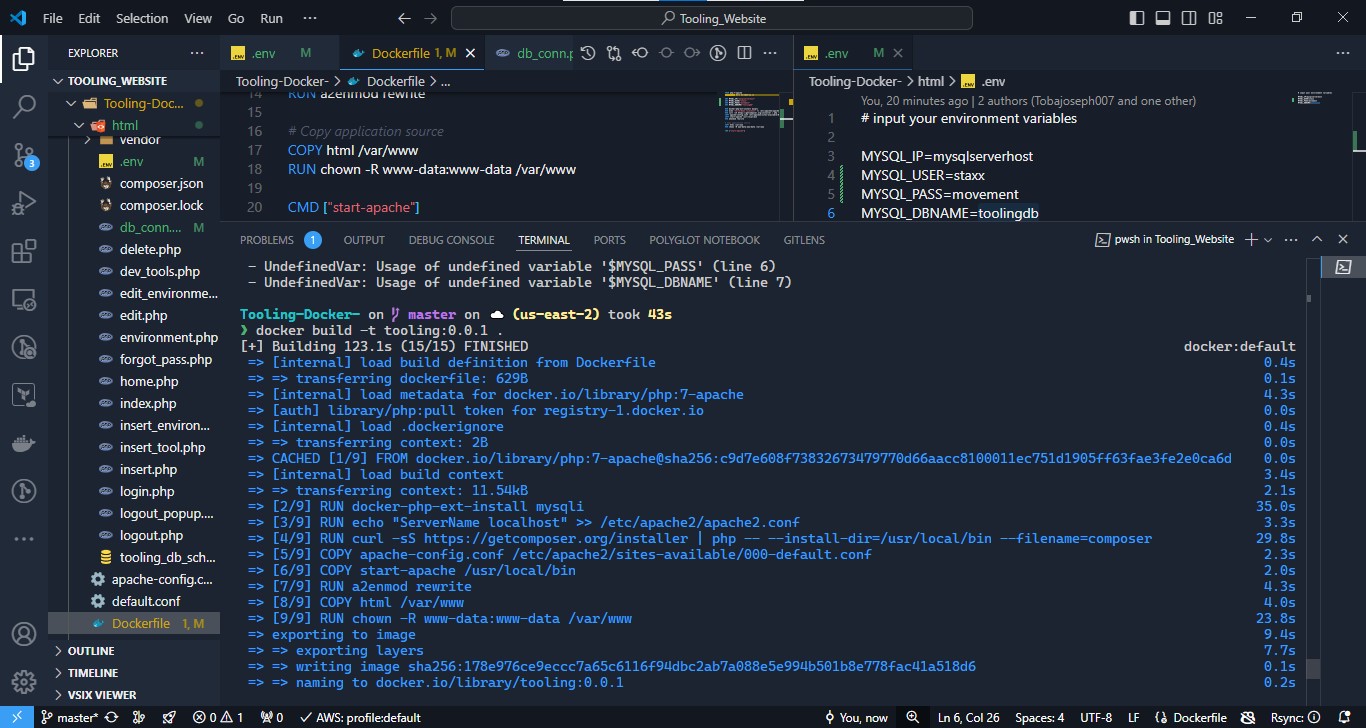 File Edit Selection View Go Run ··· Tooling_Website
EXPLORER ···
TOOLING_WEBSITE
Tooling-Doc...
html
vendor
.env M
composer.json
composer.lock
db_conn.... M
delete.php
dev_tools.php
edit_environme...
edit.php
environment.php
forgot_pass.php
home.php
index.php
insert_environ...
insert_tool.php
insert.php
login.php
logout_popup....
logout.php
tooling_db_sch...
apache-config.c...
default.conf
Dockerfile 1, M
OUTLINE
TIMELINE
VSIX VIEWER
3
.env M Dockerfile 1, M db_conn.p
Tooling-Docker- > Dockerfile > ...
14 RUN a2enmod rewrite
15
16 # Copy application source
17 COPY html /var/www
18 RUN chown -R www-data:www-data /var/www
19
20 CMD ["start-apache"]
.env M
Tooling-Docker- > html > .env
You, 20 minutes ago | 2 authors (Tobajoseph007 and one other)
1 # input your environment variables
2
3 MYSQL_IP=mysqlserverhost
4 MYSQL_USER=staxx
5 MYSQL_PASS=movement
6 MYSQL_DBNAME=toolingdb
PROBLEMS 1 OUTPUT DEBUG CONSOLE TERMINAL PORTS POLYGLOT NOTEBOOK GITLENS pwsh in Tooling_Website
- UndefinedVar: Usage of undefined variable '$MYSQL_PASS' (line 6)
- UndefinedVar: Usage of undefined variable '$MYSQL_DBNAME' (line 7)
Tooling-Docker- on master on (us-east-2) took 43s
❯ docker build -t tooling:0.0.1 .
[+] Building 123.1s (15/15) FINISHED docker:default
=> [internal] load build definition from Dockerfile 0.4s
=> => transferring dockerfile: 629B 0.1s
=> [internal] load metadata for docker.io/library/php:7-apache 4.3s
=> [auth] library/php:pull token for registry-1.docker.io 0.0s
=> [internal] load .dockerignore 0.4s
=> => transferring context: 2B 0.0s
=> CACHED [1/9] FROM docker.io/library/php:7-apache@sha256:c9d7e608f73832673479770d66aacc8100011ec751d1905ff63fae3fe2e0ca6d 0.0s
=> [internal] load build context 3.4s
=> => transferring context: 11.54kB 2.1s
=> [2/9] RUN docker-php-ext-install mysqli 35.0s
=> [3/9] RUN echo "ServerName localhost" >> /etc/apache2/apache2.conf 3.3s
=> [4/9] RUN curl -sS https://getcomposer.org/installer | php -- --install-dir=/usr/local/bin --filename=composer 29.8s
=> [5/9] COPY apache-config.conf /etc/apache2/sites-available/000-default.conf 2.3s
=> [6/9] COPY start-apache /usr/local/bin 2.0s
=> [7/9] RUN a2enmod rewrite 4.3s
=> [8/9] COPY html /var/www 4.0s
=> [9/9] RUN chown -R www-data:www-data /var/www 23.8s
=> exporting to image 9.4s
=> => exporting layers 7.7s
=> => writing image sha256:178e976ce9eccc7a65c6116f94dbc2ab7a088e5e994b501b8e778fac41a518d6 0.1s
=> => naming to docker.io/library/tooling:0.0.1 0.2s
master* 0 1 0 AWS: profile:default You, now Ln 6, Col 26 Spaces: 4 UTF-8 LF Dockerfile Rsync: